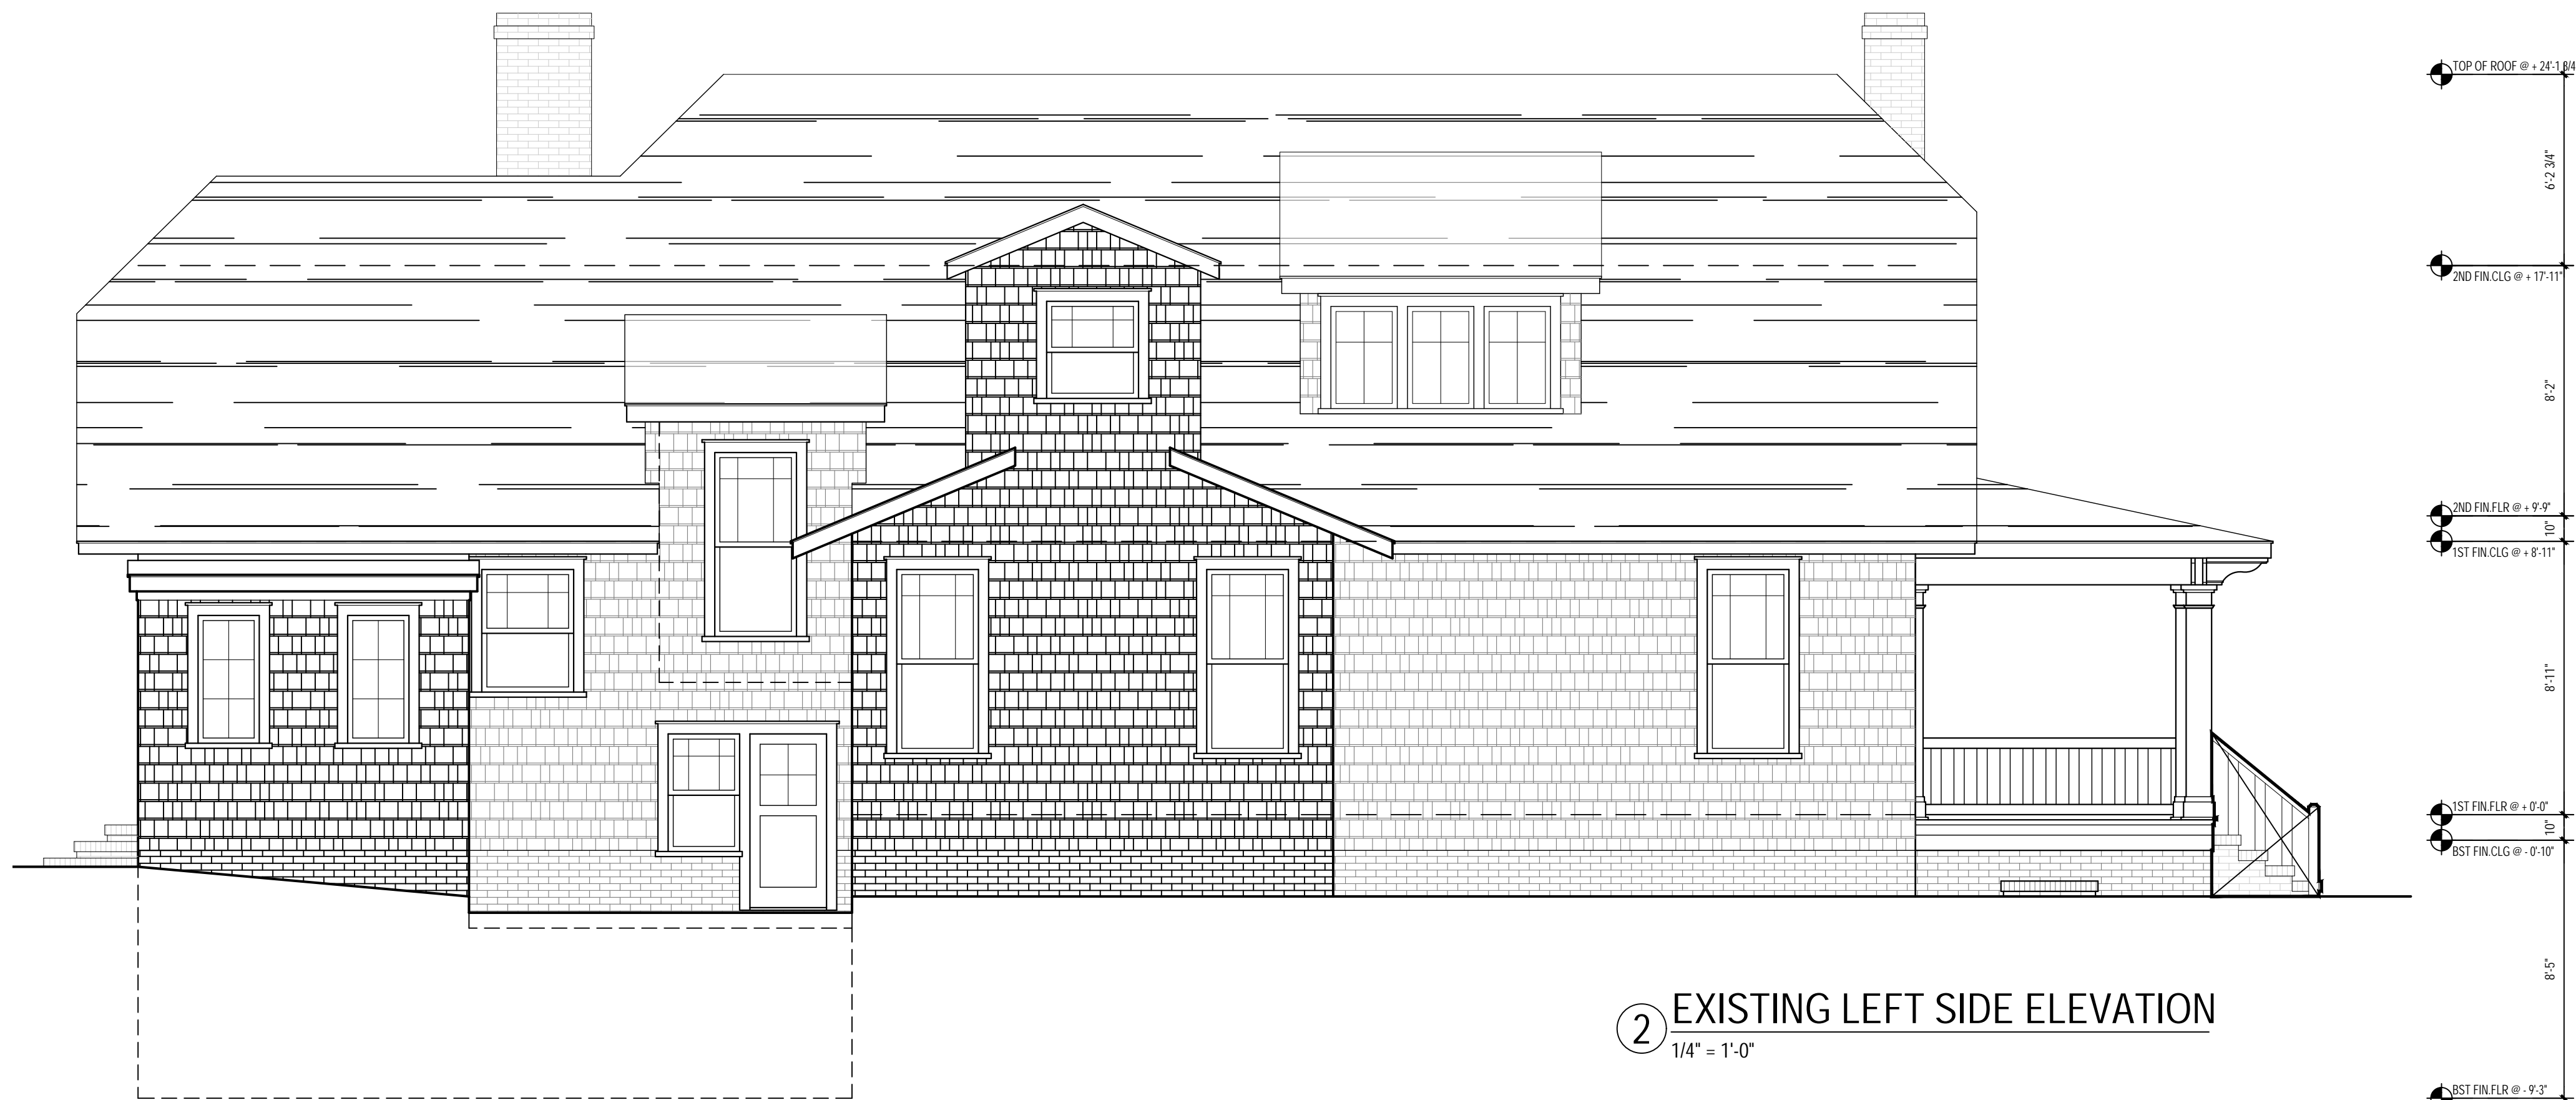 TOP OF ROOF @ + 24'-1 3/4
6'-2 3/4"
2ND FIN.CLG @ + 17'-11"
8'-2"
2ND FIN.FLR @ + 9'-9"
10"
1ST FIN.CLG @ + 8'-11"
8'-11"
1ST FIN.FLR @ + 0'-0"
10"
BST FIN.CLG @ - 0'-10"
8'-5"
BST FIN.FLR @ - 9'-3"
2 EXISTING LEFT SIDE ELEVATION
1/4" = 1'-0"